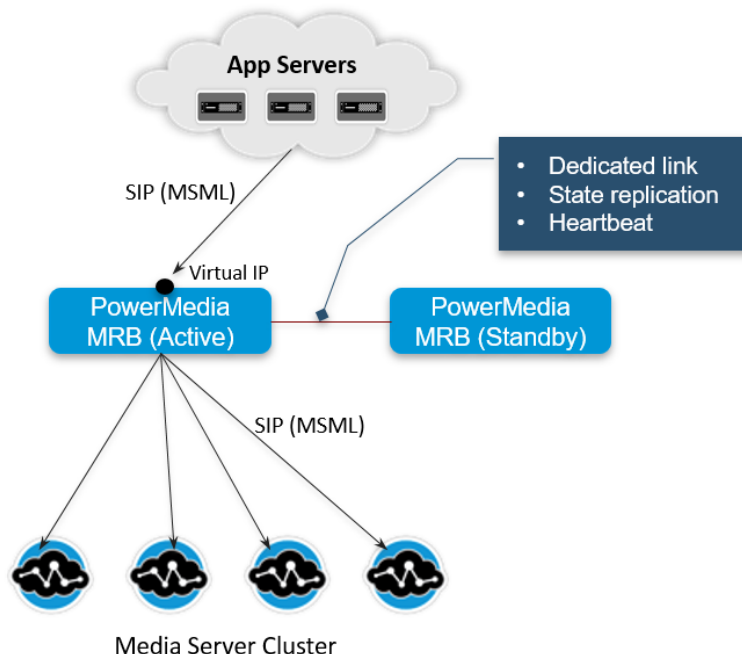 App Servers
SIP (MSML)
• Dedicated link
• State replication
• Heartbeat
Virtual IP
PowerMedia
MRB (Active)
PowerMedia
MRB (Standby)
SIP (MSML)
Media Server Cluster